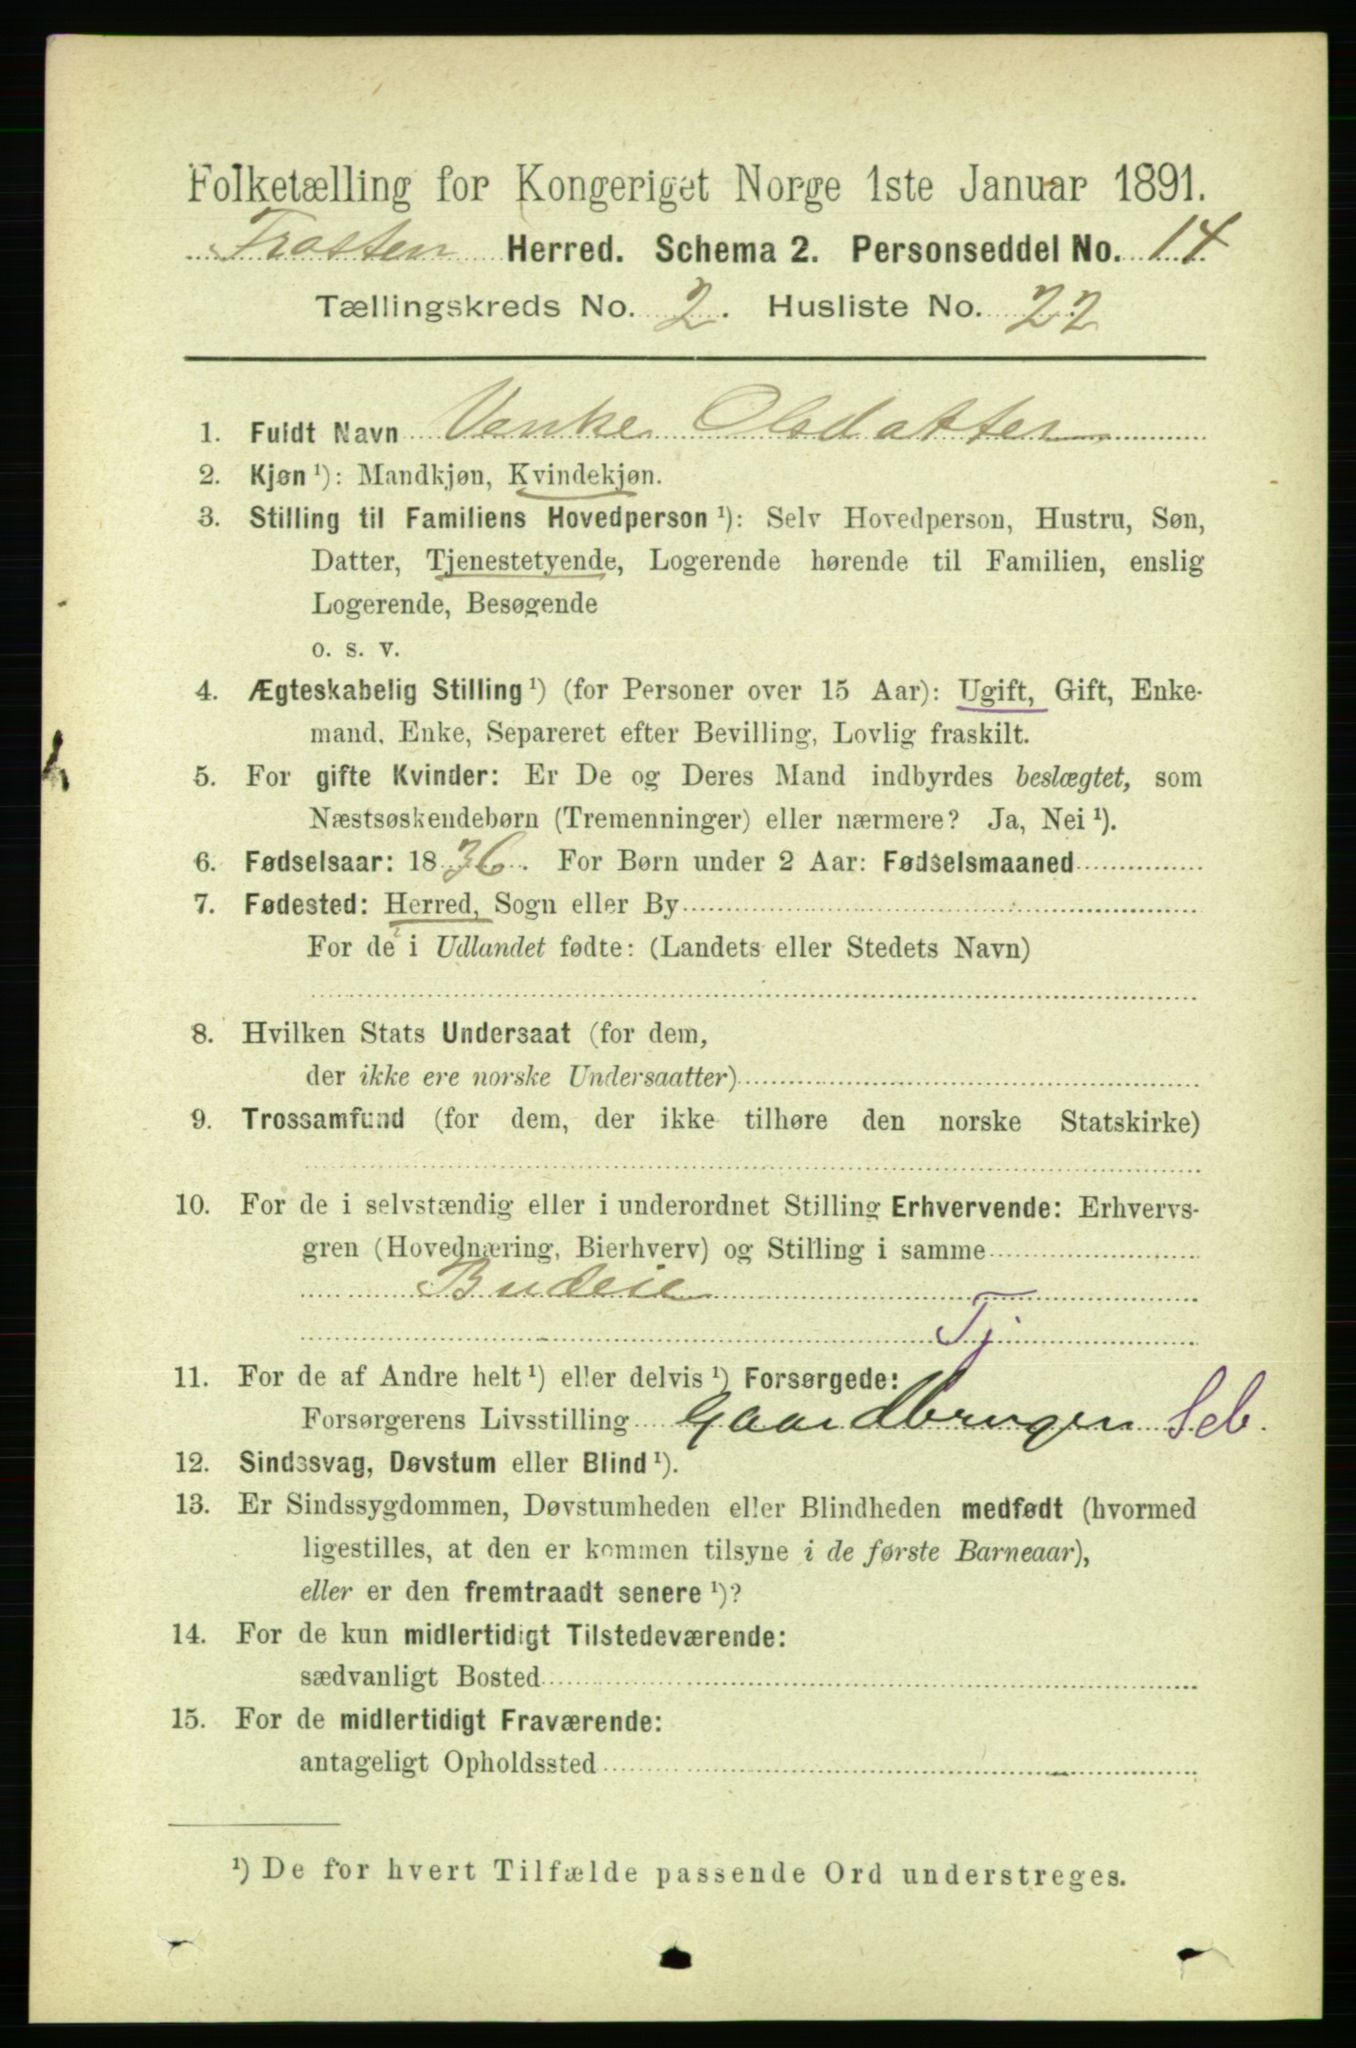 Folketælling for Kongeriget Norge 1ste Januar 1891.
Frosten Herred. Schema 2. Personseddel No. 14
Tællingskreds No. 2. Husliste No. 22
1. Fuldt Navn Venke Olsdatter
2. Kjøn ¹): Mandkjøn, Kvindekjøn.
3. Stilling til Familiens Hovedperson ¹): Selv Hovedperson, Hustru, Søn,
Datter, Tjenestetyende, Logerende hørende til Familien, enslig
Logerende, Besøgende
o. s. v.
4. Ægteskabelig Stilling ¹) (for Personer over 15 Aar): Ugift, Gift, Enke-
mand, Enke, Separeret efter Bevilling, Lovlig fraskilt.
5. For gifte Kvinder: Er De og Deres Mand indbyrdes beslægtet, som
Næstsøskendebørn (Tremenninger) eller nærmere? Ja, Nei ¹).
6. Fødselsaar: 1836. For Børn under 2 Aar: Fødselsmaaned
7. Fødested: Herred, Sogn eller By
For de i Udlandet fødte: (Landets eller Stedets Navn)
8. Hvilken Stats Undersaat (for dem,
der ikke ere norske Undersaatter)
9. Trossamfund (for dem, der ikke tilhøre den norske Statskirke)
10. For de i selvstændig eller i underordnet Stilling Erhvervende: Erhvervs-
gren (Hovednæring, Bierhverv) og Stilling i samme
Budeie
Tj
11. For de af Andre helt ¹) eller delvis ¹) Forsørgede:
Forsørgerens Livsstilling Gaardbruger Selv.
12. Sindssvag, Døvstum eller Blind ¹).
13. Er Sindssygdommen, Døvstumheden eller Blindheden medfødt (hvormed
ligestilles, at den er kommen tilsyne i de første Barneaar),
eller er den fremtraadt senere ¹)?
14. For de kun midlertidigt Tilstedeværende:
sædvanligt Bosted
15. For de midlertidigt Fraværende:
antageligt Opholdssted
¹) De for hvert Tilfælde passende Ord understreges.